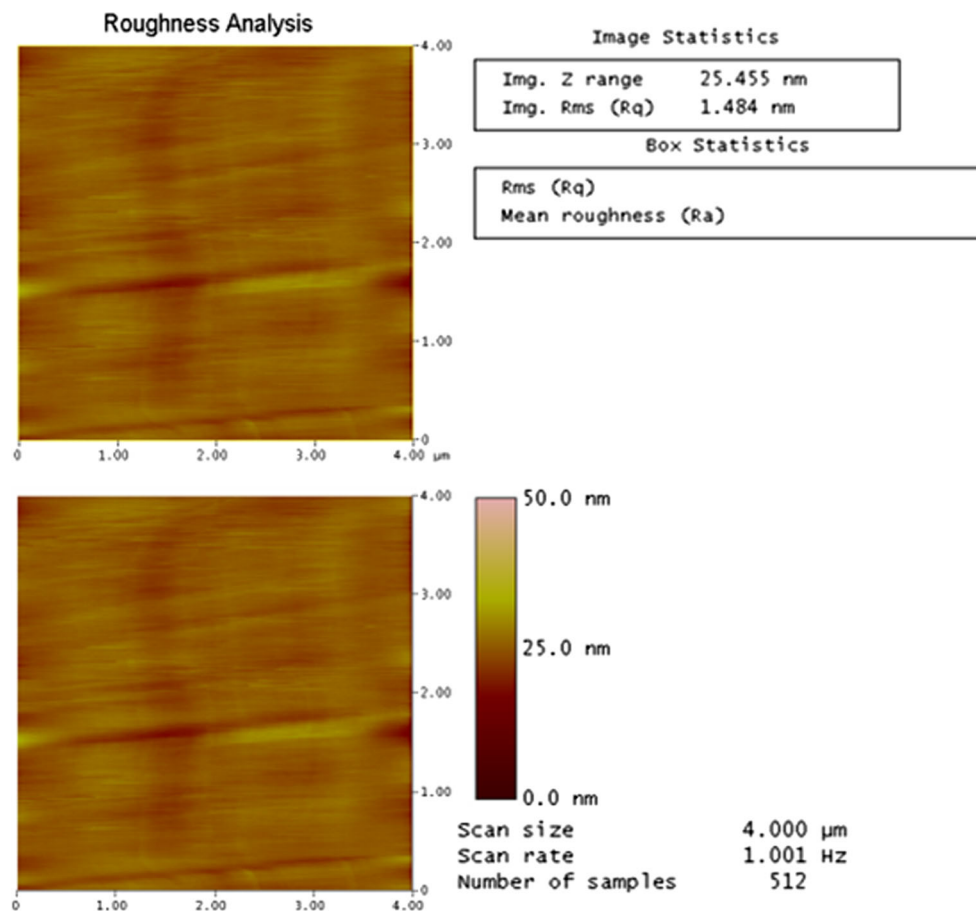 Roughness Analysis
Image Statistics
Img. Z range 25.455 nm
Img. Rms (Rq) 1.484 nm
Box Statistics
Rms (Rq)
Mean roughness (Ra)
4.00
3.00
2.00
1.00
0
0 1.00 2.00 3.00 4.00 µm
4.00
3.00
2.00
1.00
0
0 1.00 2.00 3.00 4.00
50.0 nm
25.0 nm
0.0 nm
Scan size 4.000 µm
Scan rate 1.001 Hz
Number of samples 512